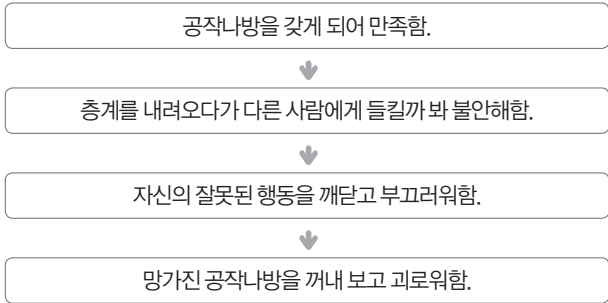 공작나방을 갖게 되어 만족함.
층계를 내려오다가 다른 사람에게 들킬까 봐 불안해함.
자신의 잘못된 행동을 깨닫고 부끄러워함.
망가진 공작나방을 꺼내 보고 괴로워함.